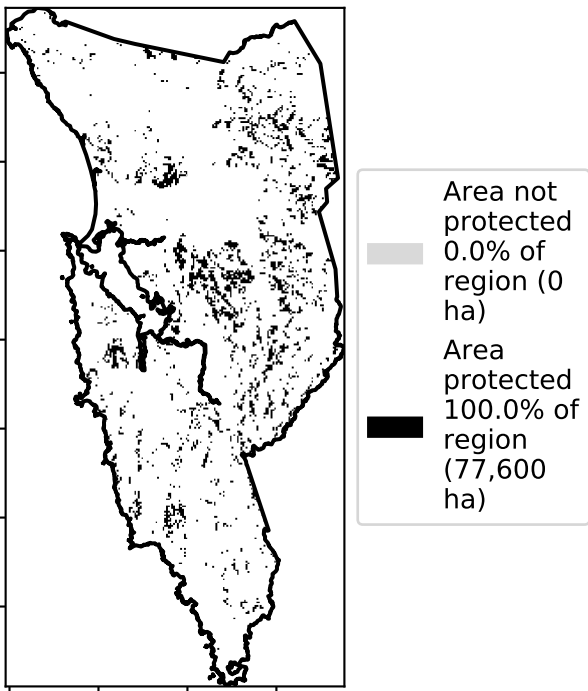 Area not
protected
0.0% of
region (0
ha)
Area
protected
100.0% of
region
(77,600
ha)